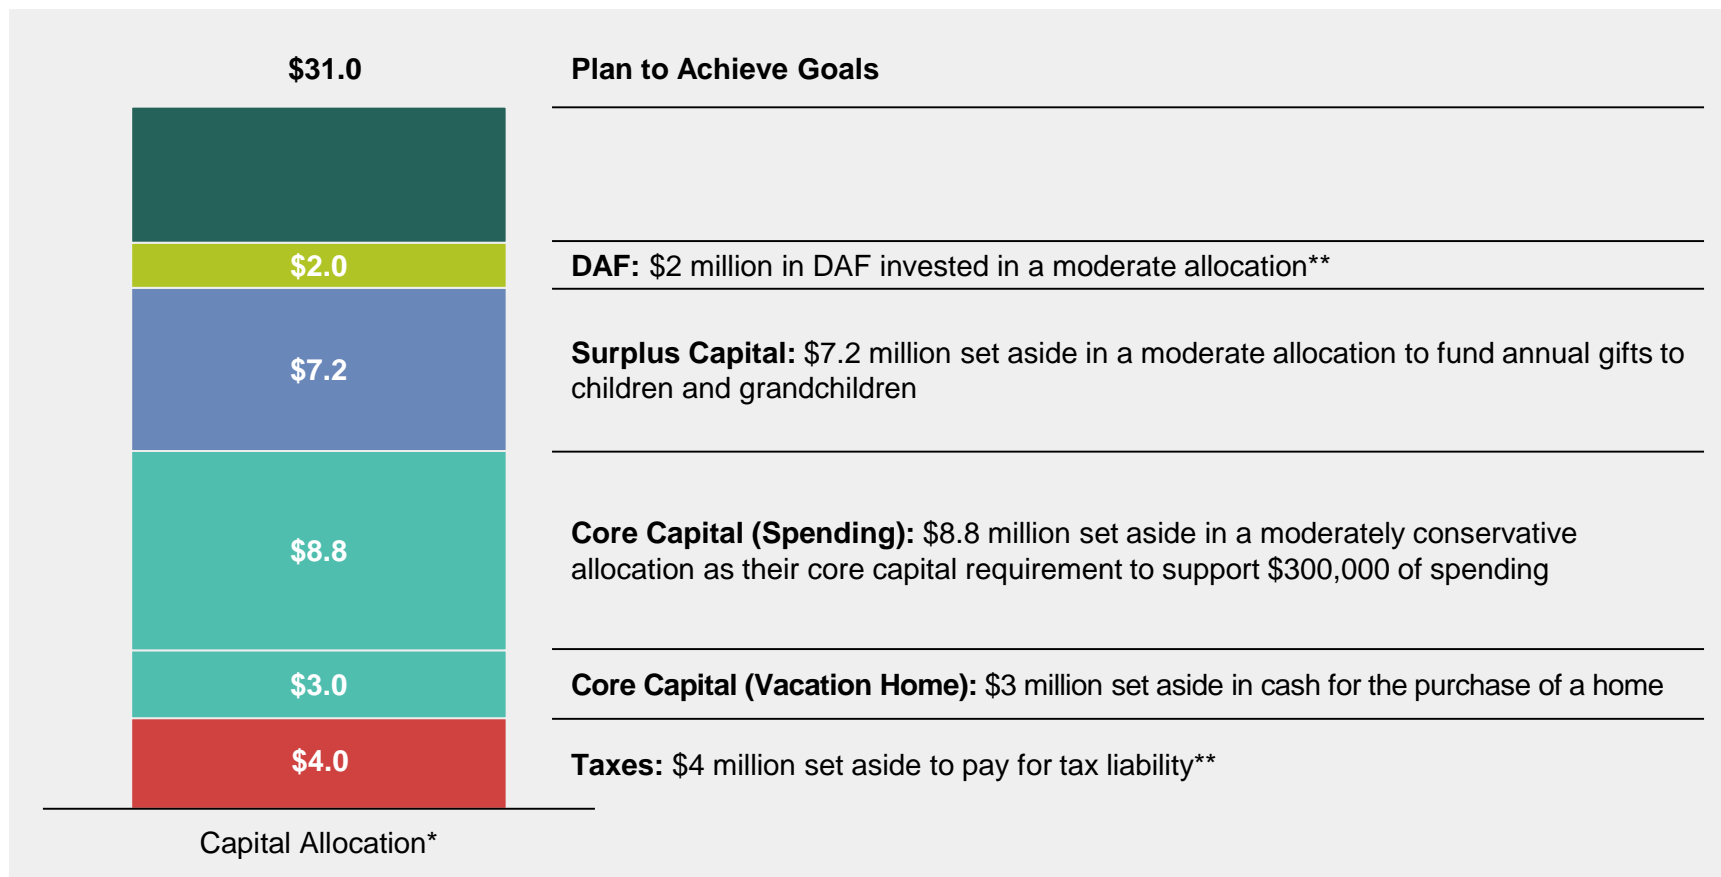 $31.0
Plan to Achieve Goals
$2.0
DAF: $2 million in DAF invested in a moderate allocation**
$7.2
Surplus Capital: $7.2 million set aside in a moderate allocation to fund annual gifts to
children and grandchildren
$8.8
Core Capital (Spending): $8.8 million set aside in a moderately conservative
allocation as their core capital requirement to support $300,000 of spending
$3.0
Core Capital (Vacation Home): $3 million set aside in cash for the purchase of a home
$4.0
Taxes: $4 million set aside to pay for tax liability**
Capital Allocation*